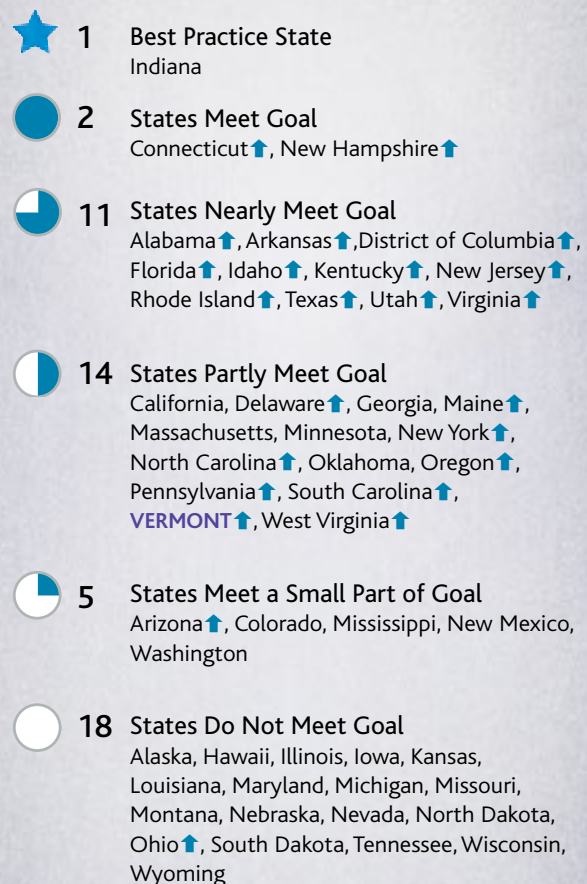 1 Best Practice State
Indiana
2 States Meet Goal
Connecticut⬆, New Hampshire⬆
11 States Nearly Meet Goal
Alabama⬆, Arkansas⬆,District of Columbia⬆,
Florida⬆, Idaho⬆, Kentucky⬆, New Jersey⬆,
Rhode Island⬆, Texas⬆, Utah⬆, Virginia⬆
14 States Partly Meet Goal
California, Delaware⬆, Georgia, Maine⬆,
Massachusetts, Minnesota, New York⬆,
North Carolina⬆, Oklahoma, Oregon⬆,
Pennsylvania⬆, South Carolina⬆,
VERMONT⬆, West Virginia⬆
5 States Meet a Small Part of Goal
Arizona⬆, Colorado, Mississippi, New Mexico,
Washington
18 States Do Not Meet Goal
Alaska, Hawaii, Illinois, Iowa, Kansas,
Louisiana, Maryland, Michigan, Missouri,
Montana, Nebraska, Nevada, North Dakota,
Ohio⬆, South Dakota, Tennessee, Wisconsin,
Wyoming